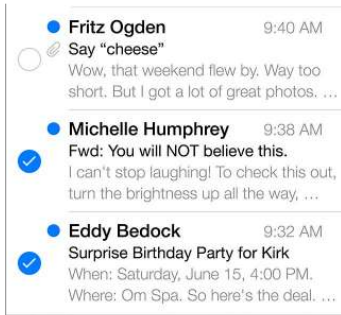 Fritz Ogden 9:40 AM
Say “cheese”
Wow, that weekend flew by. Way too
short. But I got a lot of great photos. ...
Michelle Humphrey 9:38 AM
Fwd: You will NOT believe this.
I can't stop laughing! To check this out,
turn the brightness up all the way, ...
Eddy Bedock 9:32 AM
Surprise Birthday Party for Kirk
When: Saturday, June 15, 4:00 PM.
Where: Om Spa. So here's the deal. ...